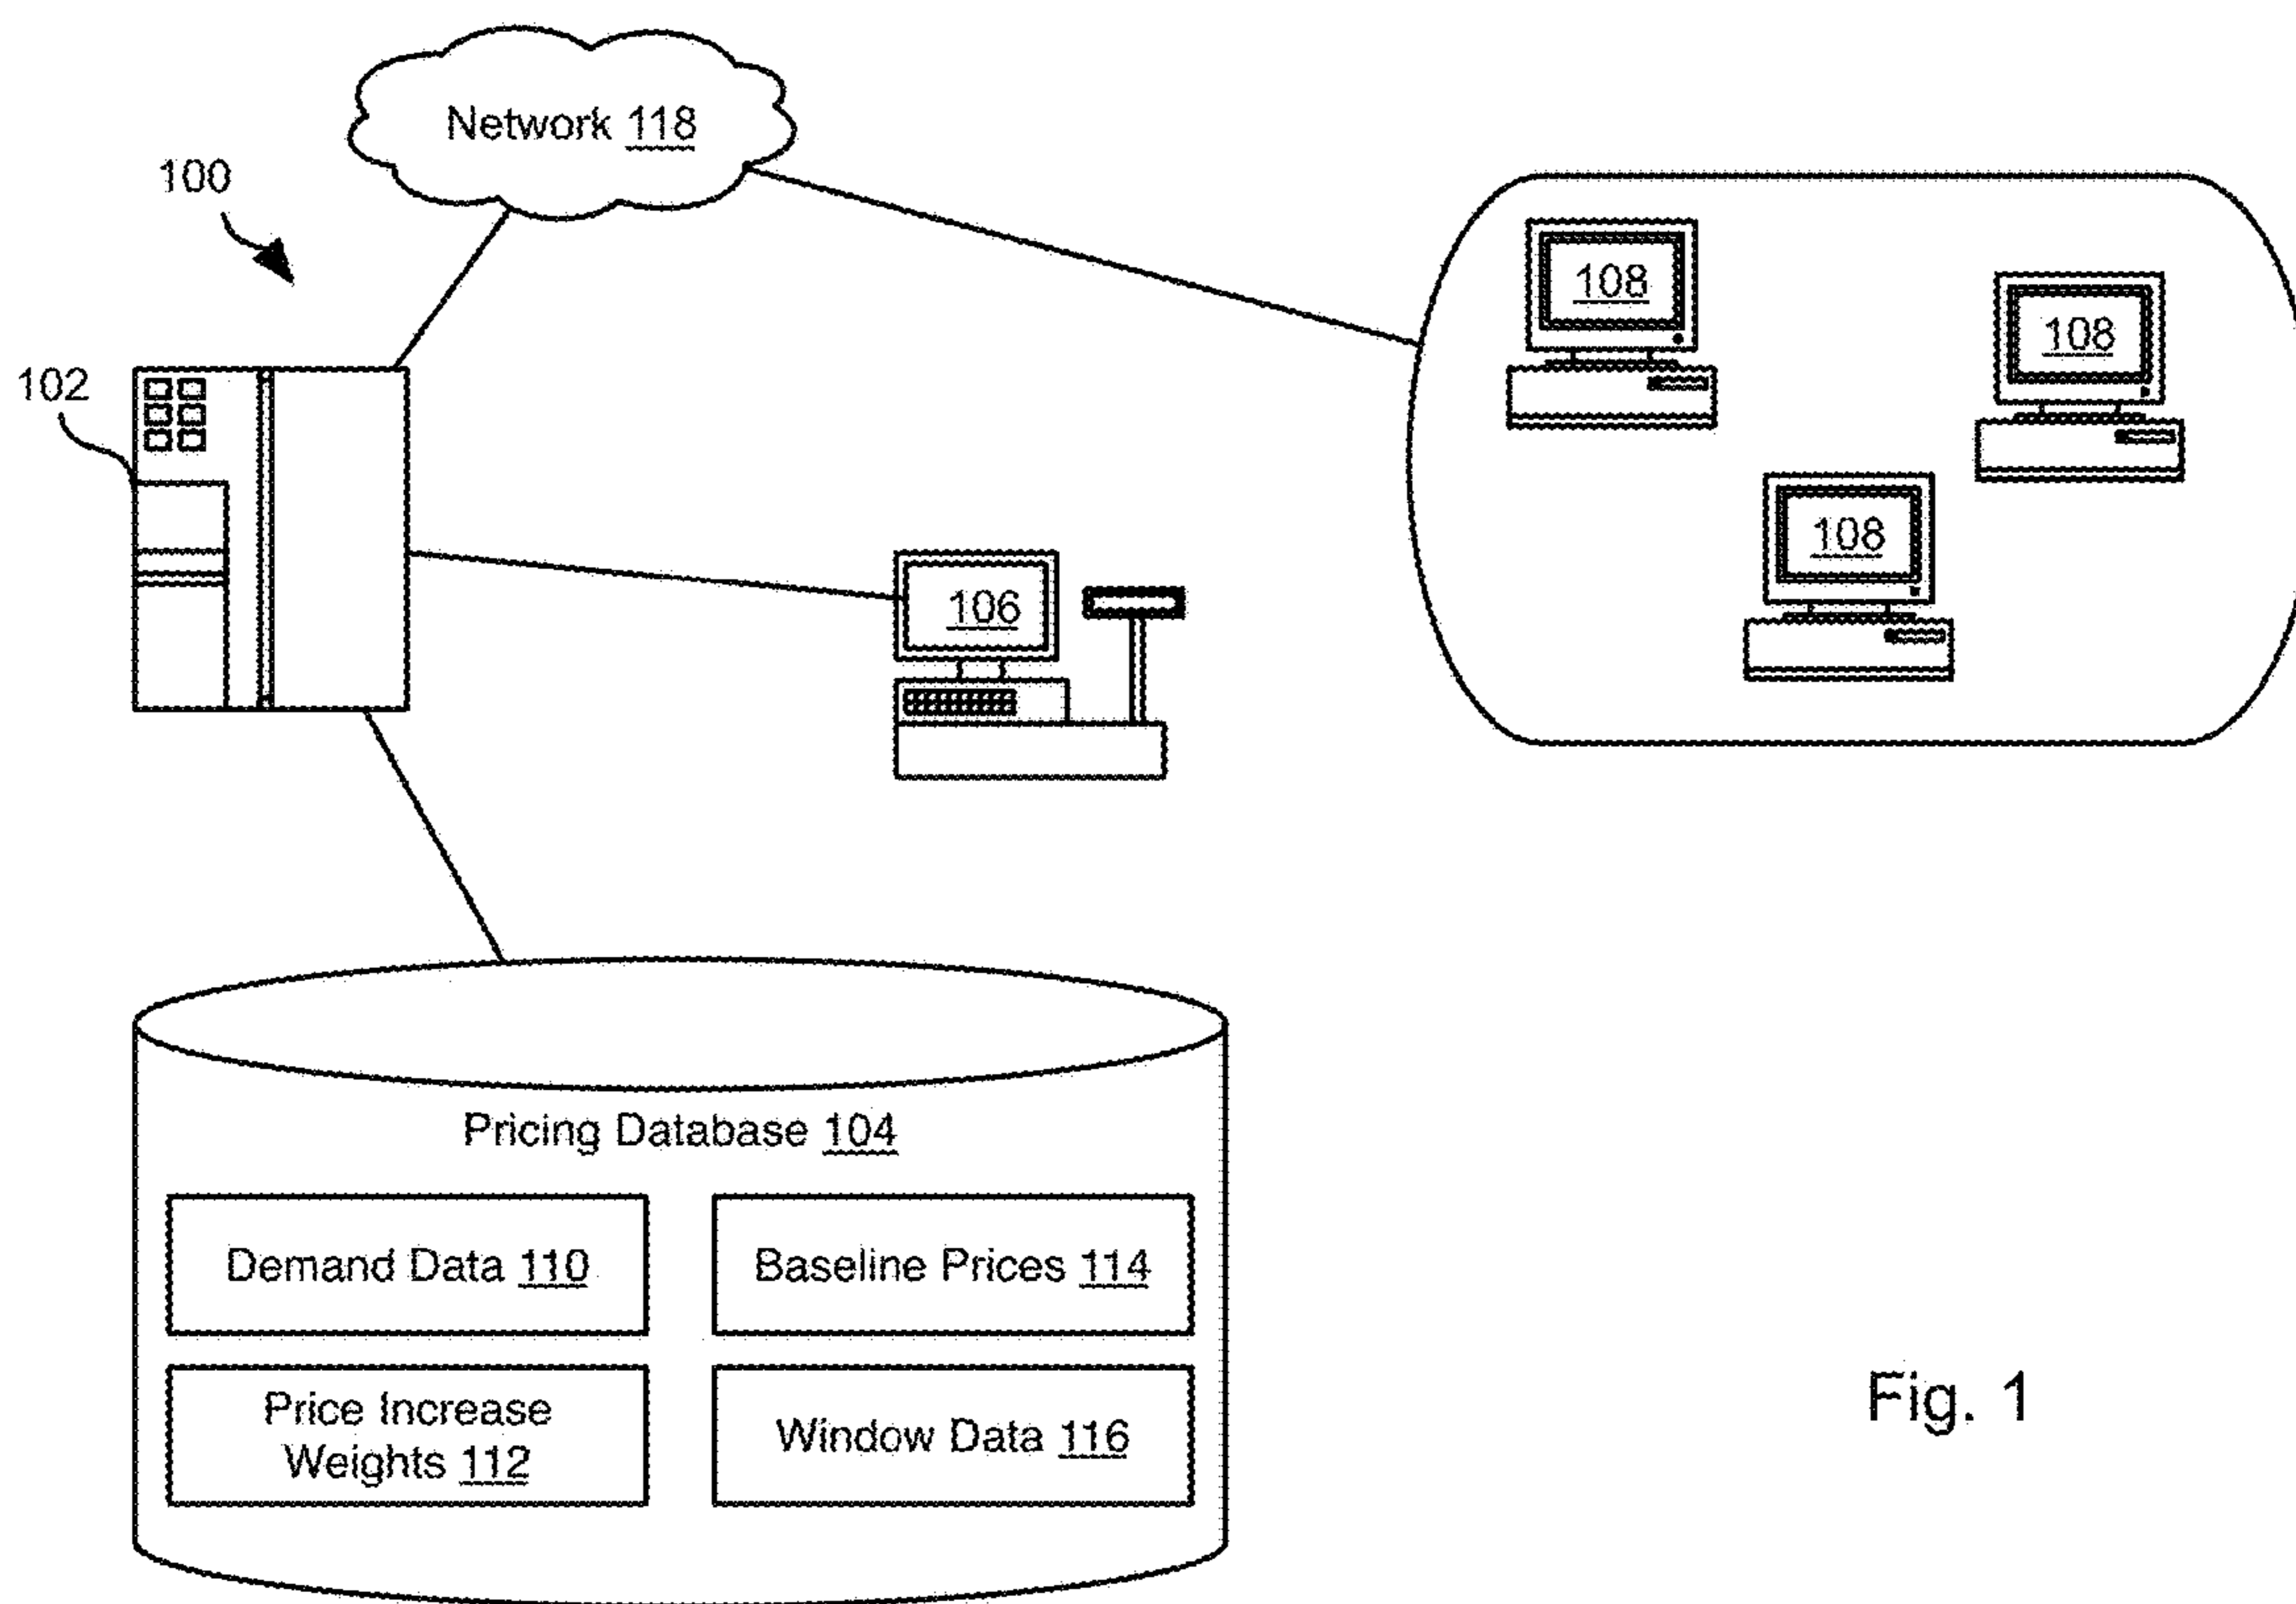 Network 118
100
108
108
102
108
106
Pricing Database 104
Demand Data 110
Baseline Prices 114
Price Increase
Weights 112
Window Data 116
Fig. 1